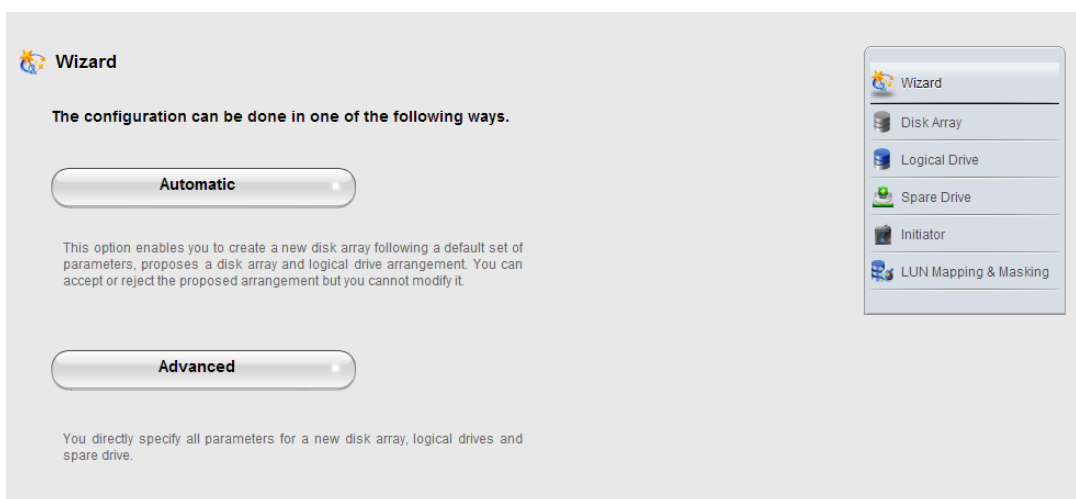 Wizard
The configuration can be done in one of the following ways.
Automatic
This option enables you to create a new disk array following a default set of
parameters, proposes a disk array and logical drive arrangement. You can
accept or reject the proposed arrangement but you cannot modify it.
Advanced
You directly specify all parameters for a new disk array, logical drives and
spare drive.
Wizard
Disk Array
Logical Drive
Spare Drive
Initiator
LUN Mapping & Masking